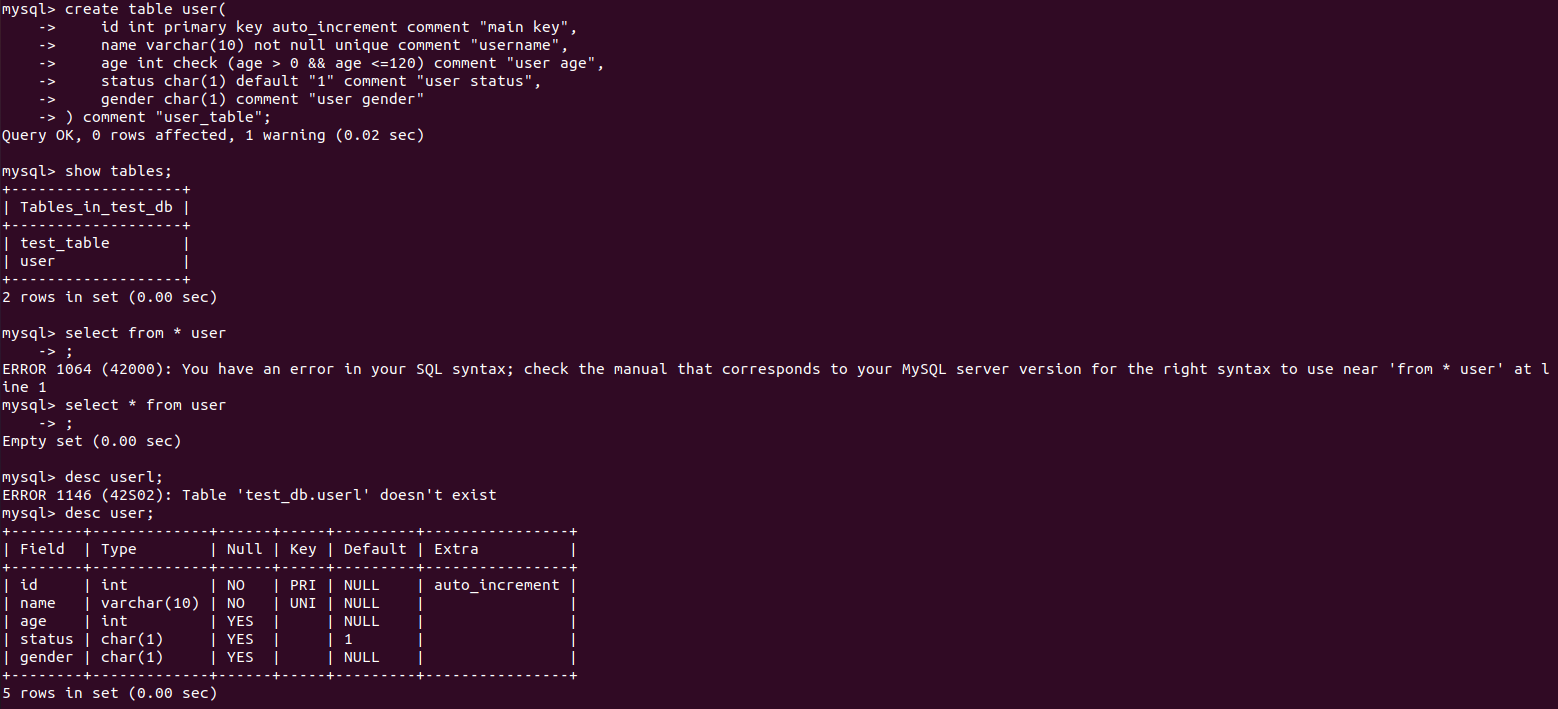 mysql> create table user(
    ->     id int primary key auto_increment comment "main key",
    ->     name varchar(10) not null unique comment "username",
    ->     age int check (age > 0 && age <=120) comment "user age",
    ->     status char(1) default "1" comment "user status",
    ->     gender char(1) comment "user gender"
    -> ) comment "user_table";
Query OK, 0 rows affected, 1 warning (0.02 sec)

mysql> show tables;
+-------------------+
| Tables_in_test_db |
+-------------------+
| test_table        |
| user              |
+-------------------+
2 rows in set (0.00 sec)

mysql> select from * user
    -> ;
ERROR 1064 (42000): You have an error in your SQL syntax; check the manual that corresponds to your MySQL server version for the right syntax to use near 'from * user' at l
ine 1
mysql> select * from user
    -> ;
Empty set (0.00 sec)

mysql> desc userl;
ERROR 1146 (42S02): Table 'test_db.userl' doesn't exist
mysql> desc user;
+--------+-------------+------+-----+---------+----------------+
| Field  | Type        | Null | Key | Default | Extra          |
+--------+-------------+------+-----+---------+----------------+
| id     | int         | NO   | PRI | NULL    | auto_increment |
| name   | varchar(10) | NO   | UNI | NULL    |                |
| age    | int         | YES  |     | NULL    |                |
| status | char(1)     | YES  |     | 1       |                |
| gender | char(1)     | YES  |     | NULL    |                |
+--------+-------------+------+-----+---------+----------------+
5 rows in set (0.00 sec)